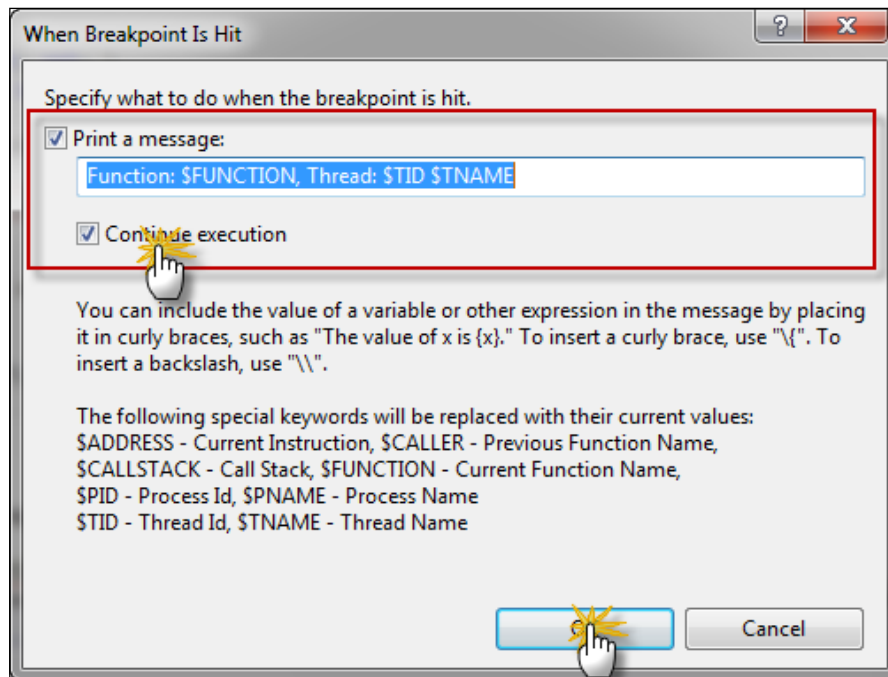 When Breakpoint Is Hit
Specify what to do when the breakpoint is hit.
Print a message:
Function: $FUNCTION, Thread: $TID $TNAME
Continue execution
You can include the value of a variable or other expression in the message by placing
it in curly braces, such as "The value of x is {x}." To insert a curly brace, use "\{". To
insert a backslash, use "\\".
The following special keywords will be replaced with their current values:
$ADDRESS - Current Instruction, $CALLER - Previous Function Name,
$CALLSTACK - Call Stack, $FUNCTION - Current Function Name,
$PID - Process Id, $PNAME - Process Name
$TID - Thread Id, $TNAME - Thread Name
Cancel